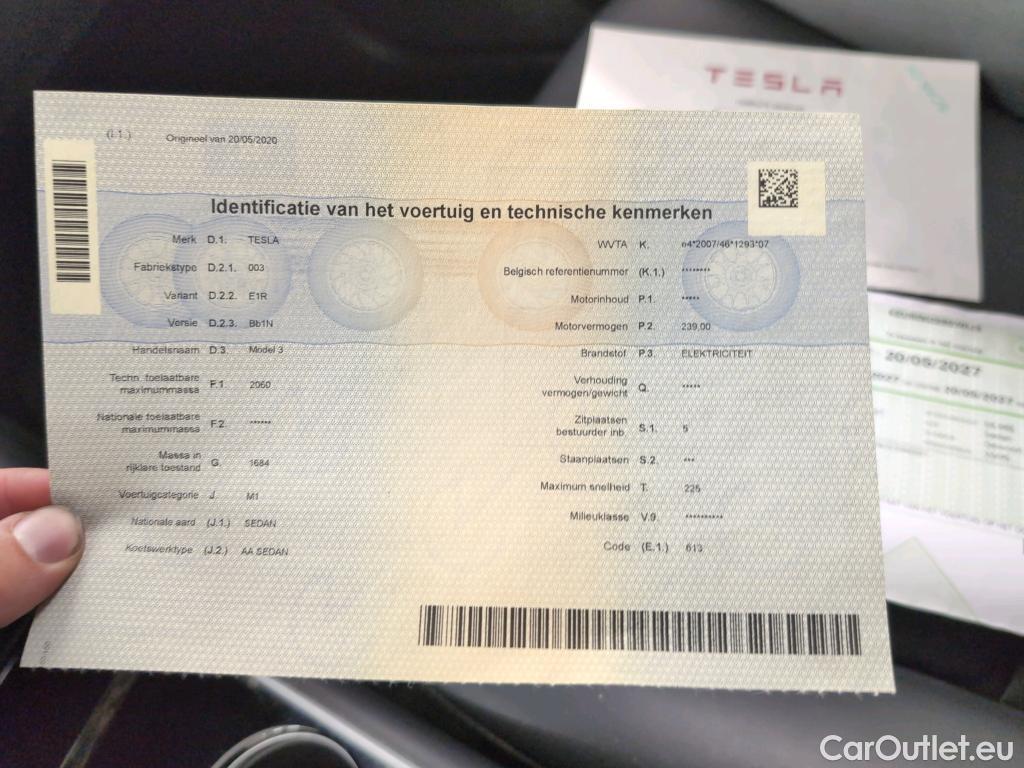 TESLA
(I.1.) Origineel van 20/05/2020
Identificatie van het voertuig en technische kenmerken
Merk D.1. TESLA
Fabriekstype D.2.1. 003
Variant D.2.2. E1R
Versie D.2.3. Bb1N
Handelsnaam D.3. Model 3
Techn toelaatbare
maximummassa F.1. 2060
Nationale toelaatbare
maximummassa F.2. ******
Massa in
rijklare toestand G. 1684
Voertuigcategorie J. M1
Nationale aard (J.1.) SEDAN
Koetswerktype (J.2.) AA SEDAN
WVTA K. e4*2007/46*1293*07
Belgisch referentienummer (K.1.) ********
Motorinhoud P.1. *****
Motorvermogen P.2. 239,00
Brandstof P.3. ELEKTRICITEIT
Verhouding
vermogen/gewicht Q. *****
Zitplaatsen
bestuurder inb. S.1. 5
Staanplaatsen S.2. ***
Maximum snelheid T. 225
Milieuklasse V.9. **********
Code (E.1.) 613
20/05/2027
20/05/2027
CarOutlet.eu